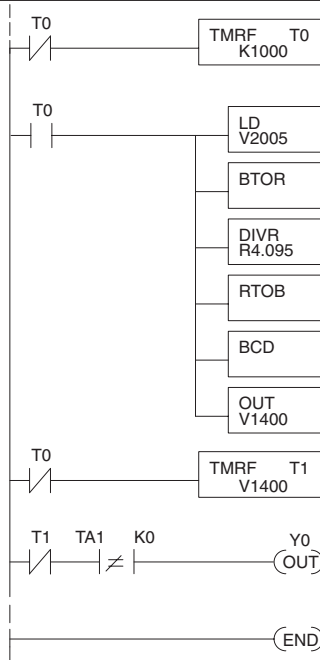 T0
TMRF T0
K1000
T0
LD
V2005
BTOR
DIVR
R4.095
RTOB
BCD
OUT
V1400
T0
TMRF T1
V1400
T1 TA1 K0 Y0
≠ OUT
END